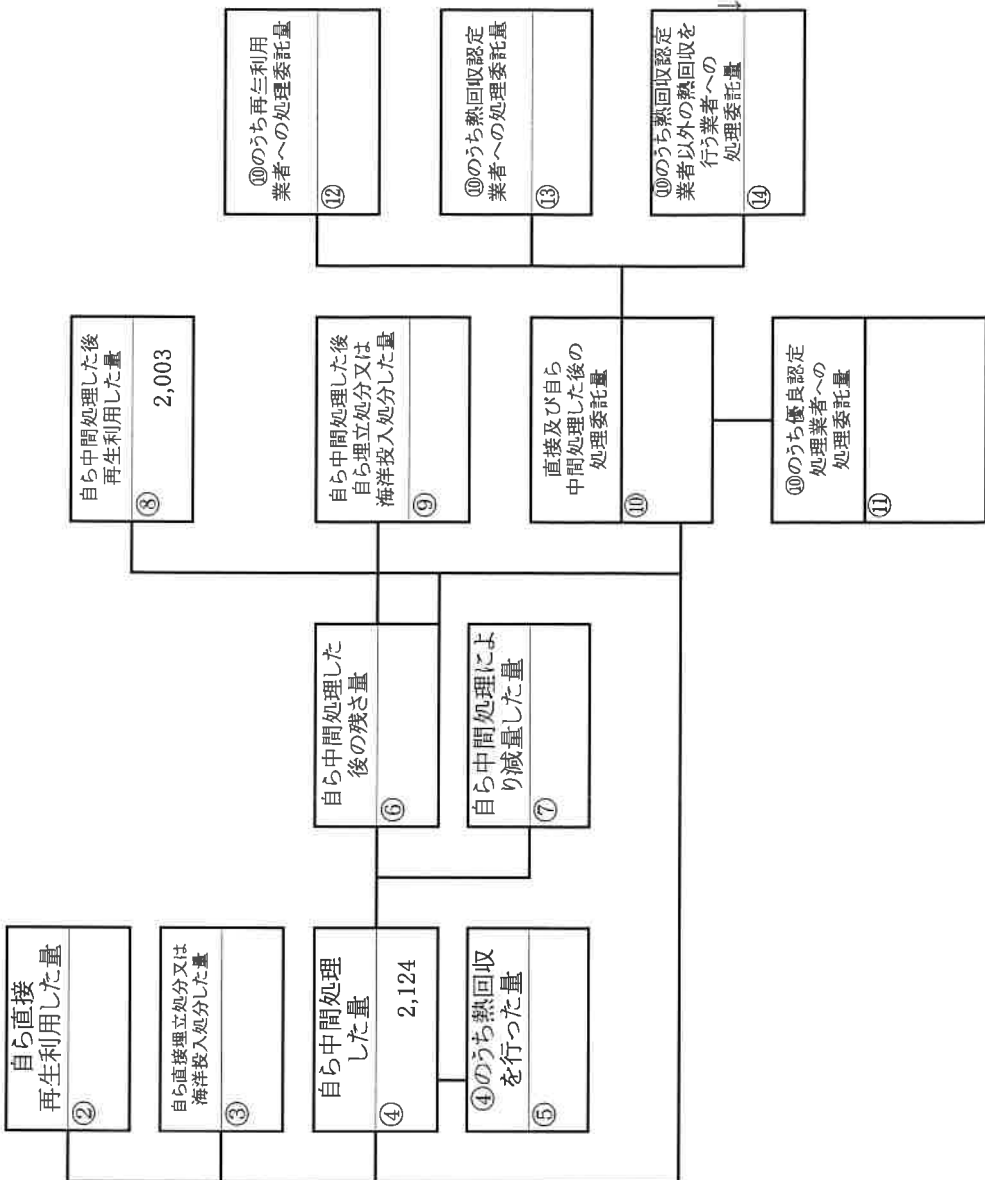 自ら直接
再生利用した量
②
自ら直接埋立処分又は
海洋投入処分した量
③
自ら中間処理
した量
④
2,124
④のうち熱回収
を行った量
⑤
自ら中間処理した
後の残さ量
⑥
自ら中間処理によ
り減量した量
⑦
自ら中間処理した後
再生利用した量
⑧
2,003
自ら中間処理した後
自ら埋立処分又は
海洋投入処分した量
⑨
直接及び自ら
中間処理した後の
処理委託量
⑩
⑩のうち優良認定
処理業者への
処理委託量
⑪
⑩のうち再生利用
業者への処理委託量
⑫
⑩のうち熱回収認定
業者への処理委託量
⑬
⑩のうち熱回収認定
業者以外の熱回収を
行う業者への
処理委託量
⑭